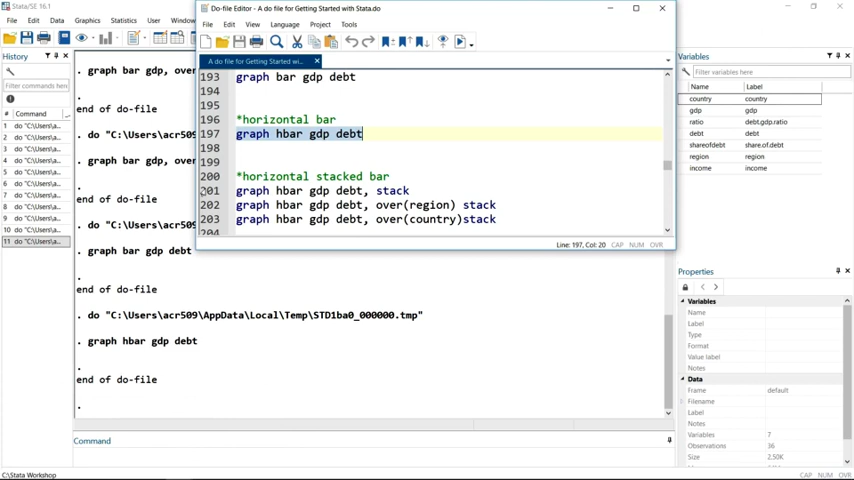 Stata/SE 16.1
File Edit View Data Graphics Statistics User Window
History
Filter commands here
# Command
1 do "C:\Users\a...
2 do "C:\Users\a...
3 do "C:\Users\a...
4 do "C:\Users\a...
5 do "C:\Users\a...
6 do "C:\Users\a...
7 do "C:\Users\a...
8 do "C:\Users\a...
9 do "C:\Users\a...
10 do "C:\Users\a...
11 do "C:\Users\a...
. graph bar gdp, over
.
end of do-file
. do "C:\Users\acr509
. graph bar gdp, over
.
end of do-file
. do "C:\Users\acr509
. graph bar gdp debt
.
end of do-file
. do "C:\Users\acr509\AppData\Local\Temp\STD1ba0_000000.tmp"
. graph hbar gdp debt
.
end of do-file
.
Command
Do-file Editor - A do file for Getting Started with Stata.do
File Edit View Language Project Tools
A do file for Getting Started wi...
193 graph bar gdp debt
194
195
196 *horizontal bar
197 graph hbar gdp debt
198
199
200 *horizontal stacked bar
201 graph hbar gdp debt, stack
202 graph hbar gdp debt, over(region) stack
203 graph hbar gdp debt, over(country)stack
204
Line: 197, Col: 20 CAP NUM OVR
Variables
Filter variables here
Name Label
country country
gdp gdp
ratio debt.gdp.ratio
debt debt
shareofdebt share.of.debt
region region
income income
Properties
Variables
Name
Label
Type
Format
Value label
Notes
Data
Frame default
Filename
Label
Notes
Variables 7
Observations 36
Size 2.50K
C:\Stata Workshop
CAP NUM OVR